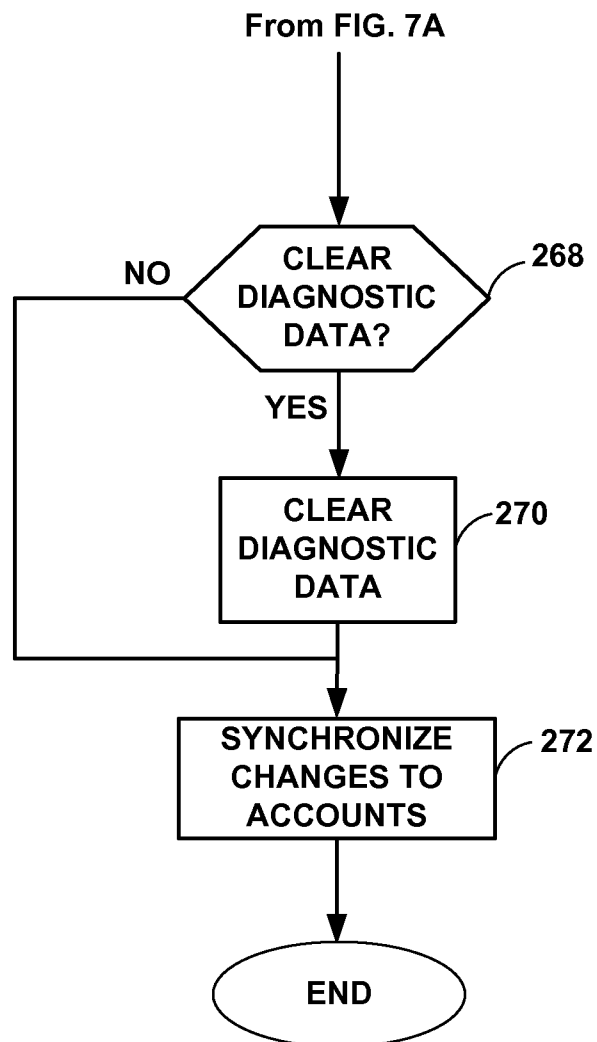 From FIG. 7A
CLEAR
DIAGNOSTIC
DATA?
268
NO
YES
CLEAR
DIAGNOSTIC
DATA
270
SYNCHRONIZE
CHANGES TO
ACCOUNTS
272
END